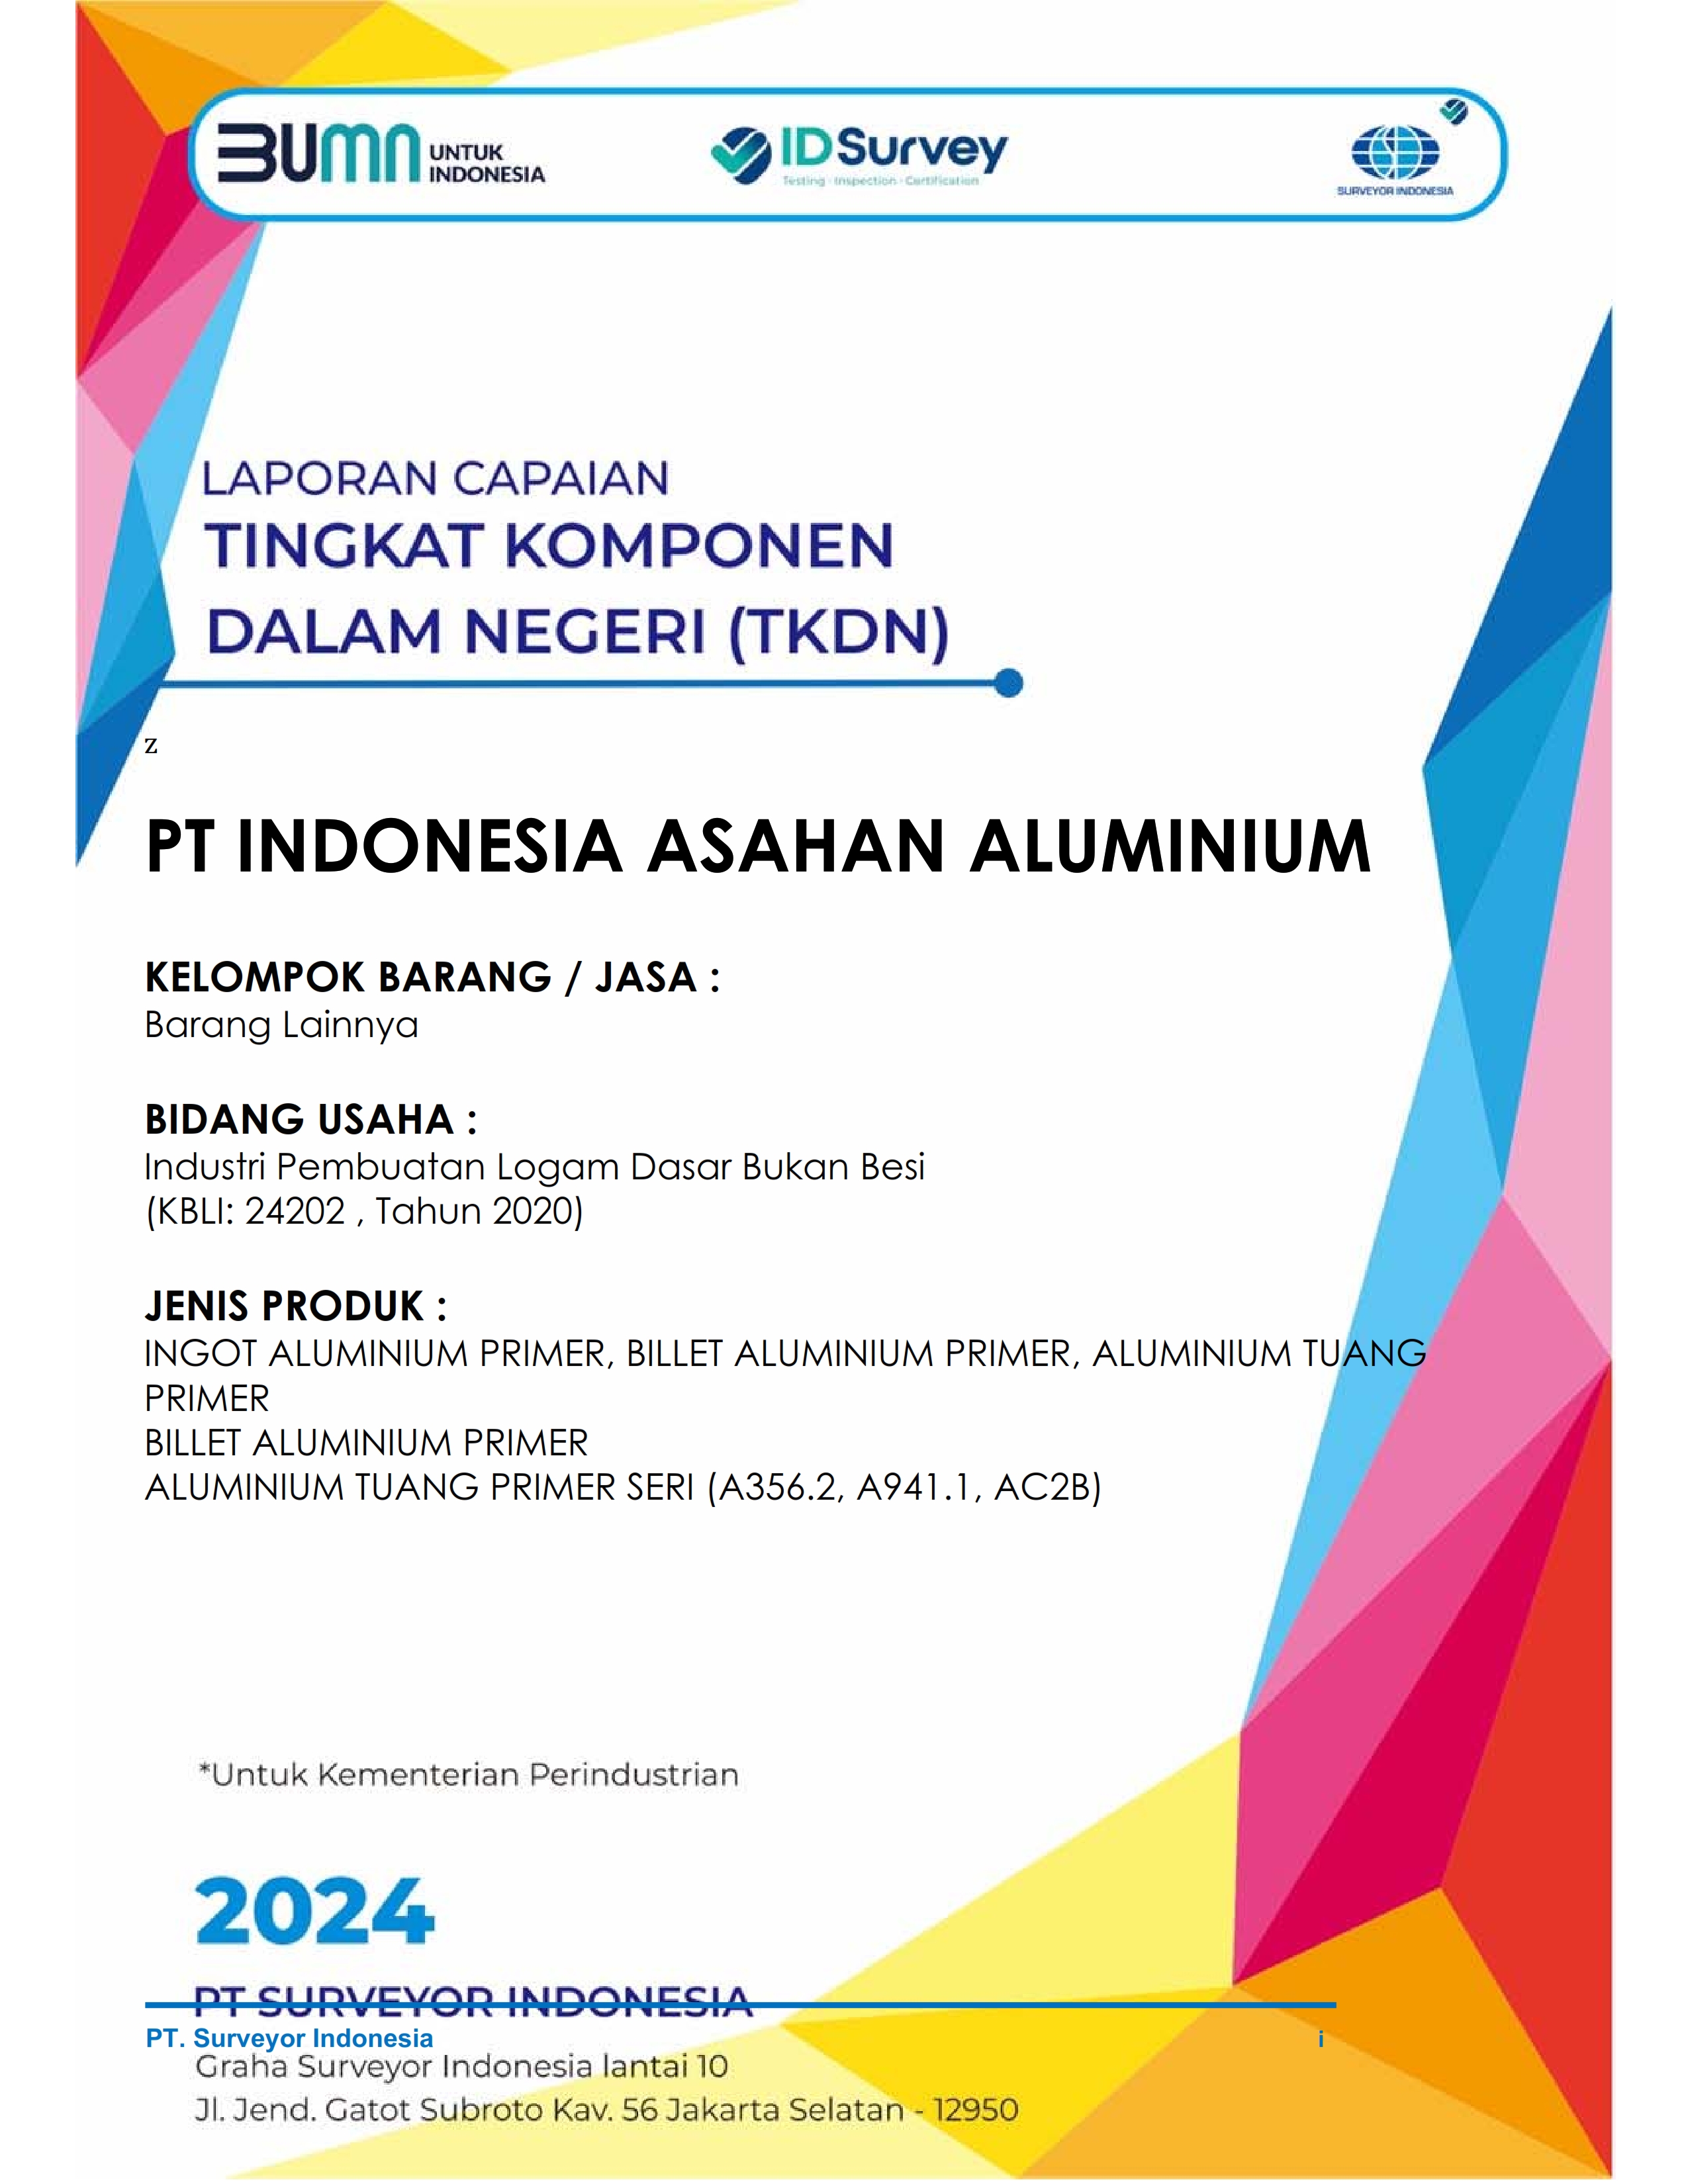 BUMN UNTUK INDONESIA
IDSurvey
Testing · Inspection · Certification
SURVEYOR INDONESIA
LAPORAN CAPAIAN
TINGKAT KOMPONEN
DALAM NEGERI (TKDN)
z
PT INDONESIA ASAHAN ALUMINIUM
KELOMPOK BARANG / JASA :
Barang Lainnya
BIDANG USAHA :
Industri Pembuatan Logam Dasar Bukan Besi
(KBLI: 24202 , Tahun 2020)
JENIS PRODUK :
INGOT ALUMINIUM PRIMER, BILLET ALUMINIUM PRIMER, ALUMINIUM TUANG
PRIMER
BILLET ALUMINIUM PRIMER
ALUMINIUM TUANG PRIMER SERI (A356.2, A941.1, AC2B)
*Untuk Kementerian Perindustrian
2024
PT SURVEYOR INDONESIA
PT. Surveyor Indonesia i
Graha Surveyor Indonesia lantai 10
Jl. Jend. Gatot Subroto Kav. 56 Jakarta Selatan - 12950